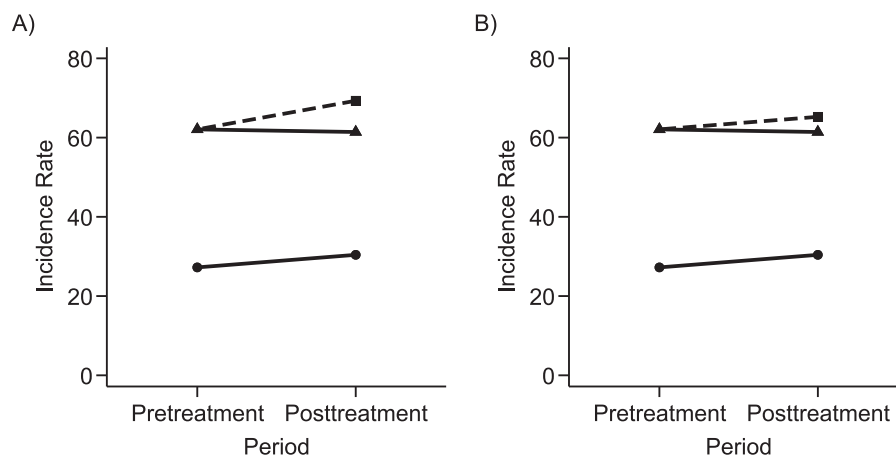 A)
80
60
40
20
0
Incidence Rate
Pretreatment Posttreatment
Period
B)
80
60
40
20
0
Incidence Rate
Pretreatment Posttreatment
Period